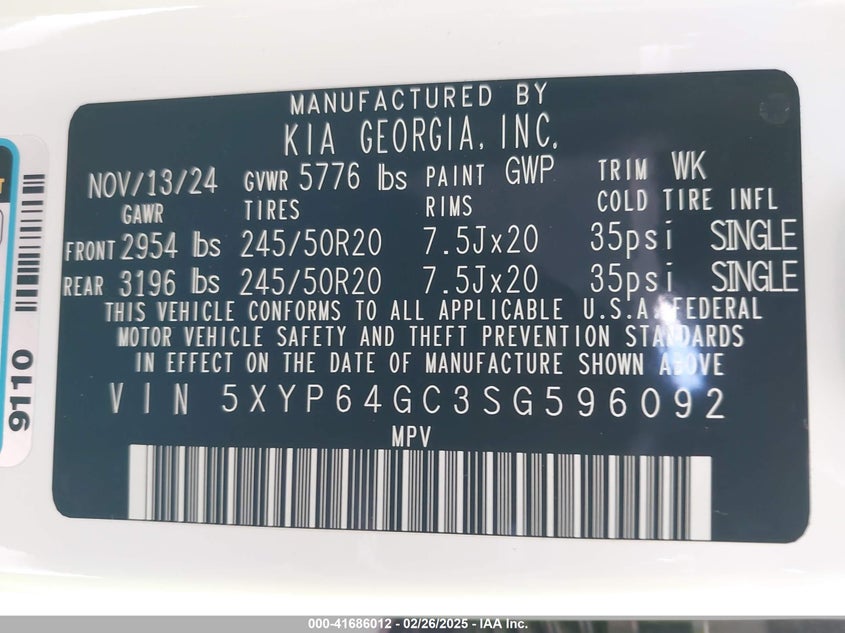 MANUFACTURED BY
KIA GEORGIA, INC.
NOV/13/24 GVWR 5776 lbs PAINT GWP TRIM WK
GAWR TIRES RIMS COLD TIRE INFL
FRONT 2954 lbs 245/50R20 7.5Jx20 35psi SINGLE
REAR 3196 lbs 245/50R20 7.5Jx20 35psi SINGLE
THIS VEHICLE CONFORMS TO ALL APPLICABLE U.S.A. FEDERAL
MOTOR VEHICLE SAFETY AND THEFT PREVENTION STANDARDS
IN EFFECT ON THE DATE OF MANUFACTURE SHOWN ABOVE
VIN 5XYP64GC3SG596092
MPV
9110
000-41686012 - 02/26/2025 - IAA Inc.